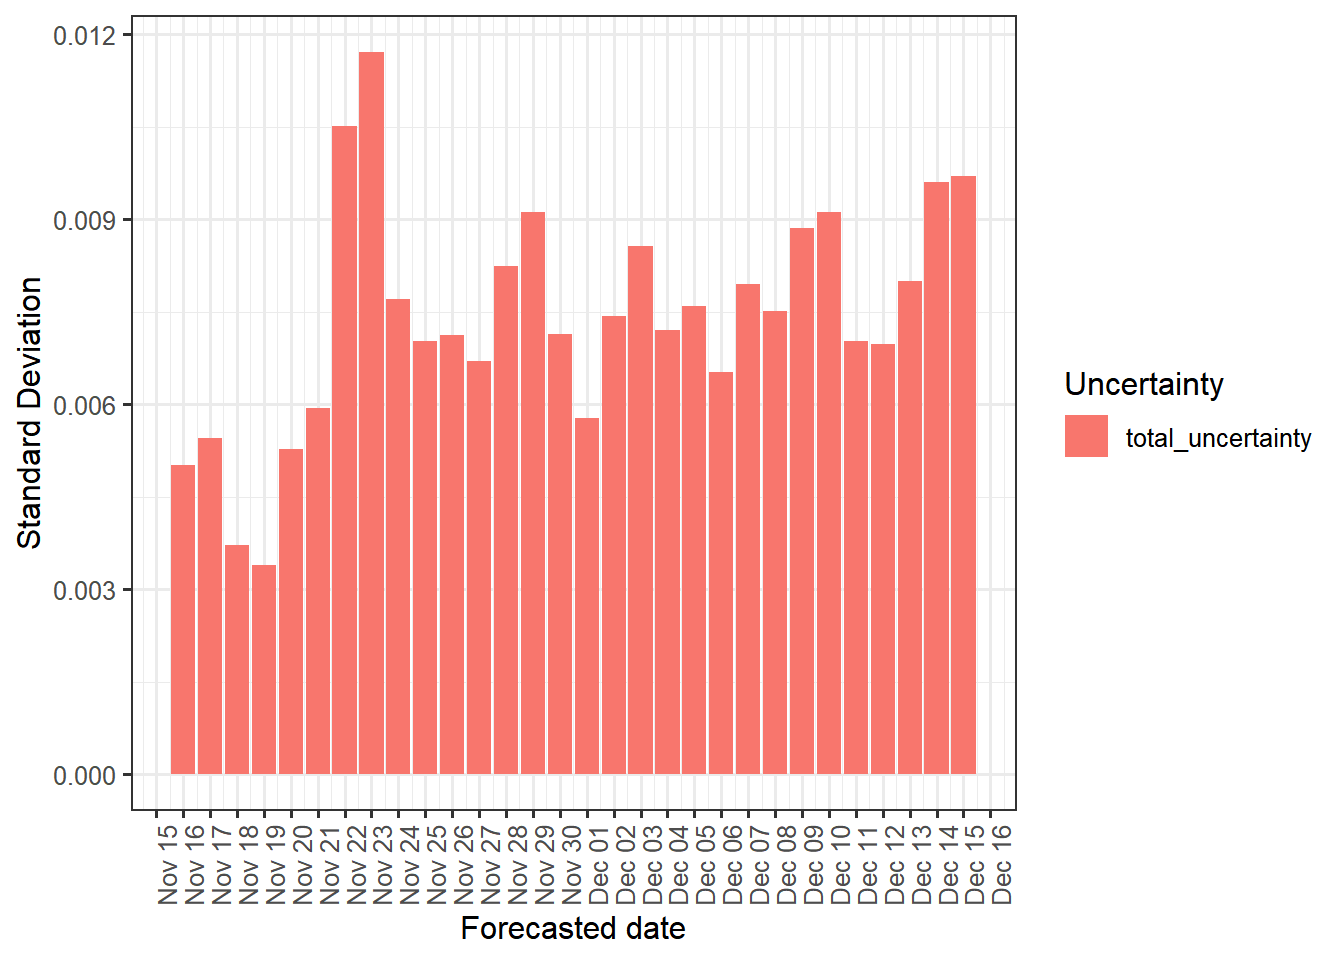 0.012
0.009
0.006
0.003
0.000
Standard Deviation
Nov 15
Nov 16
Nov 17
Nov 18
Nov 19
Nov 20
Nov 21
Nov 22
Nov 23
Nov 24
Nov 25
Nov 26
Nov 27
Nov 28
Nov 29
Nov 30
Dec 01
Dec 02
Dec 03
Dec 04
Dec 05
Dec 06
Dec 07
Dec 08
Dec 09
Dec 10
Dec 11
Dec 12
Dec 13
Dec 14
Dec 15
Dec 16
Forecasted date
Uncertainty
total_uncertainty